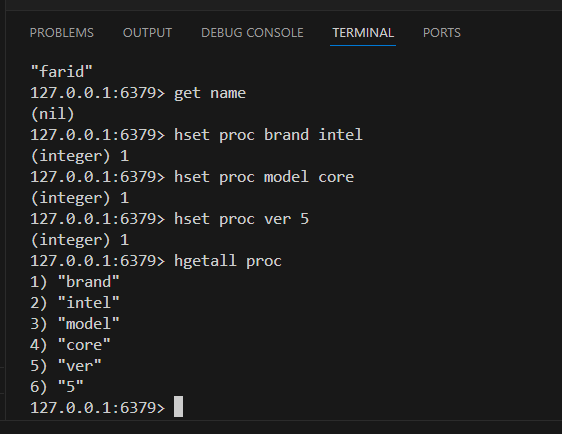 PROBLEMS OUTPUT DEBUG CONSOLE TERMINAL PORTS
"farid"
127.0.0.1:6379> get name
(nil)
127.0.0.1:6379> hset proc brand intel
(integer) 1
127.0.0.1:6379> hset proc model core
(integer) 1
127.0.0.1:6379> hset proc ver 5
(integer) 1
127.0.0.1:6379> hgetall proc
1) "brand"
2) "intel"
3) "model"
4) "core"
5) "ver"
6) "5"
127.0.0.1:6379>